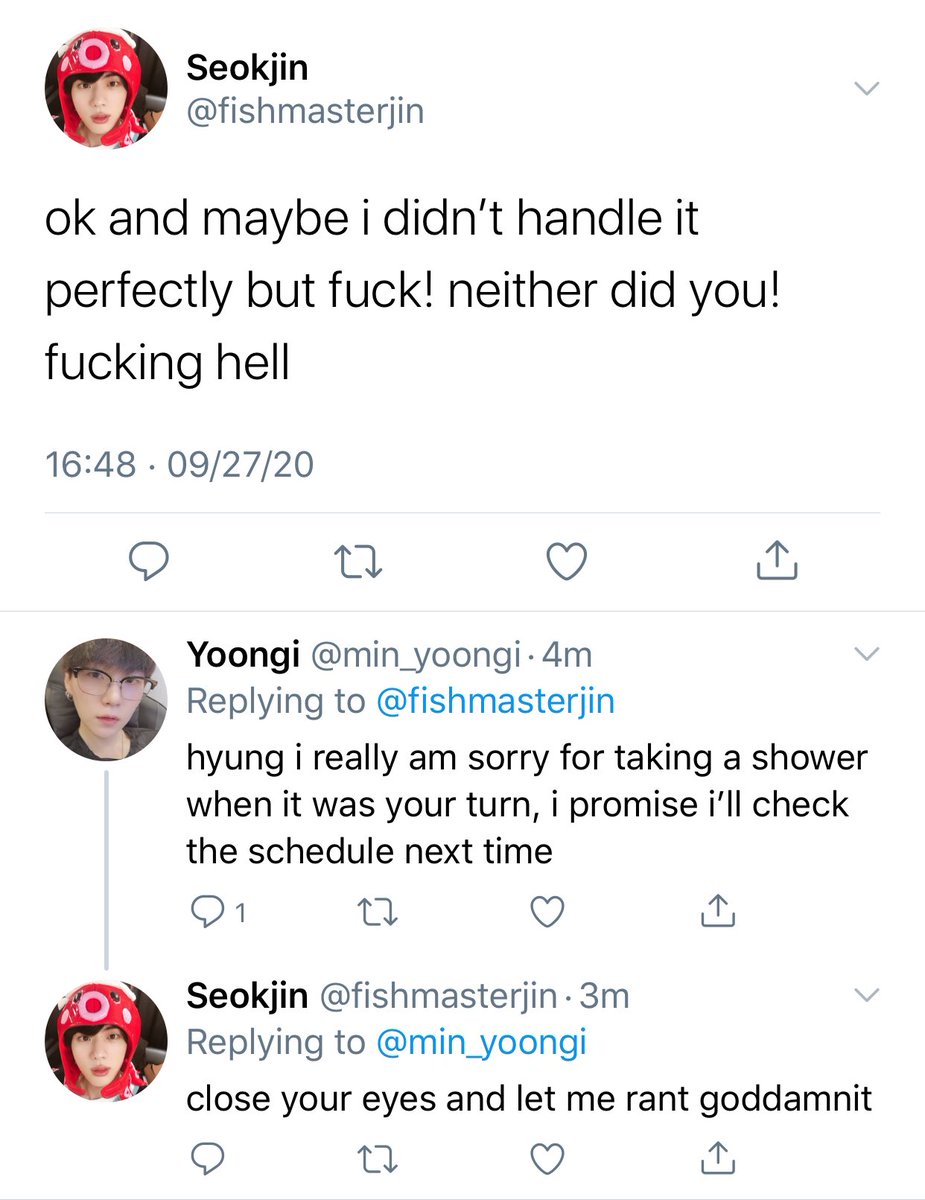 Seokjin
@fishmasterjin
ok and maybe i didn’t handle it
perfectly but fuck! neither did you!
fucking hell
16:48 · 09/27/20
Yoongi @min_yoongi · 4m
Replying to @fishmasterjin
hyung i really am sorry for taking a shower
when it was your turn, i promise i’ll check
the schedule next time
1
Seokjin @fishmasterjin · 3m
Replying to @min_yoongi
close your eyes and let me rant goddamnit